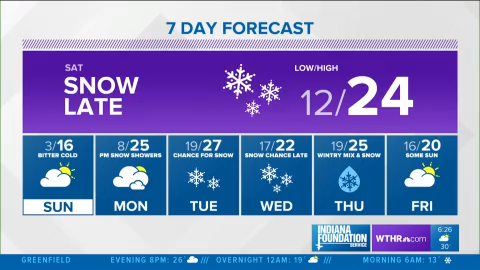 7 DAY FORECAST
SAT
SNOW
LATE
LOW/HIGH
12/24
3/16
BITTER COLD
SUN
8/25
PM SNOW SHOWERS
MON
19/27
CHANCE FOR SNOW
TUE
17/22
SNOW CHANCE LATE
WED
19/25
WINTRY MIX & SNOW
THU
16/20
SOME SUN
FRI
INDIANA
FOUNDATION
SERVICE
WTHR.com
6:26
30°
GREENFIELD EVENING 8PM: 26° /// OVERNIGHT 12AM: 19° /// MORNING 6AM: 13°